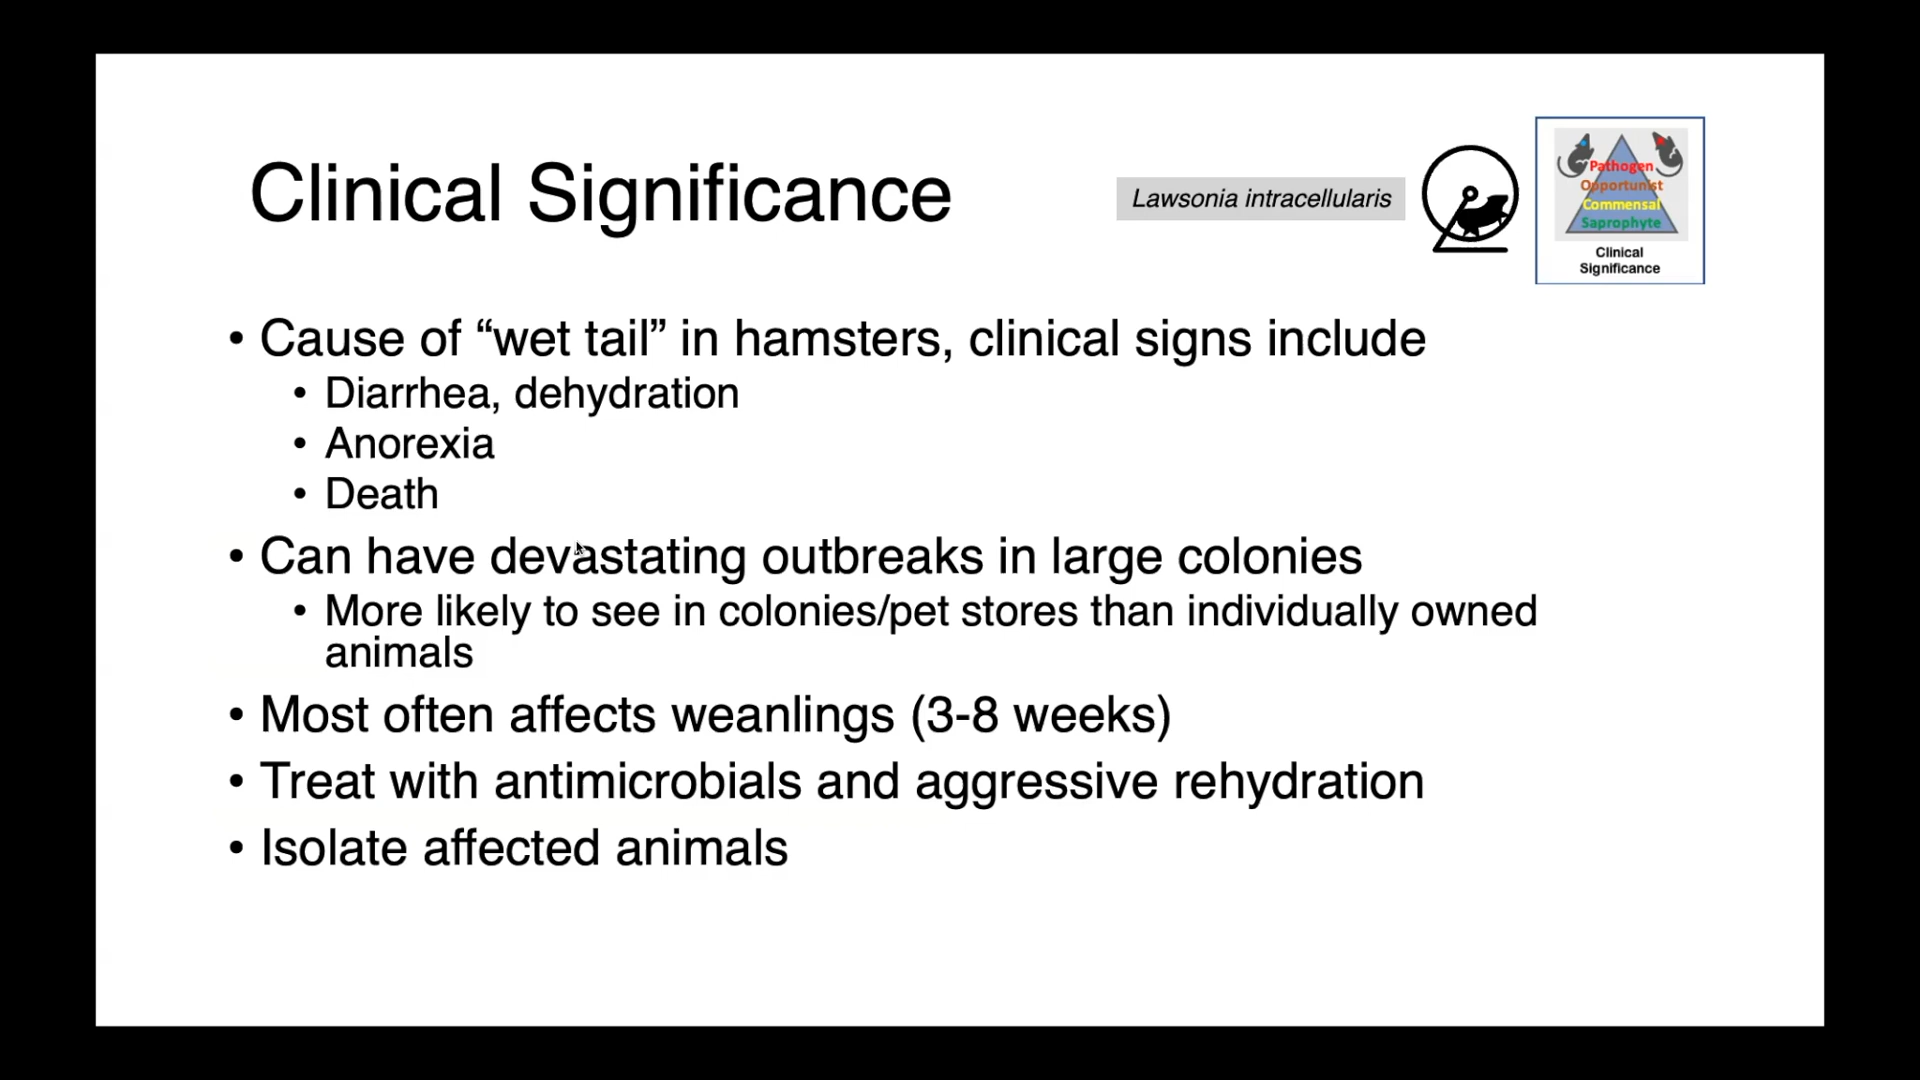 Clinical Significance
Lawsonia intracellularis
Pathogen
Opportunist
Commensal
Saprophyte
Clinical
Significance
• Cause of “wet tail” in hamsters, clinical signs include
• Diarrhea, dehydration
• Anorexia
• Death
• Can have devastating outbreaks in large colonies
• More likely to see in colonies/pet stores than individually owned
animals
• Most often affects weanlings (3-8 weeks)
• Treat with antimicrobials and aggressive rehydration
• Isolate affected animals